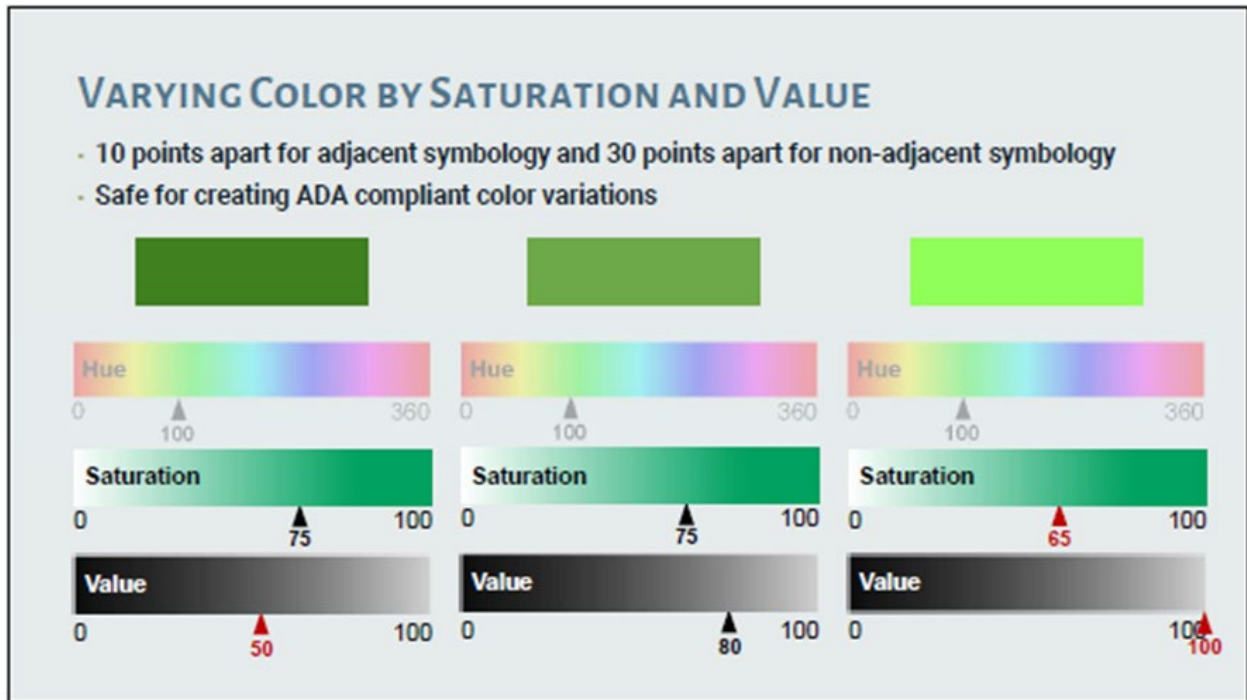 VARYING COLOR BY SATURATION AND VALUE
- 10 points apart for adjacent symbology and 30 points apart for non-adjacent symbology
- Safe for creating ADA compliant color variations
Hue Hue Hue
0 360 0 360 0 360
100 100 100
Saturation Saturation Saturation
0 100 0 100 0 100
75 75 65
Value Value Value
0 100 0 100 0 100
50 80 100